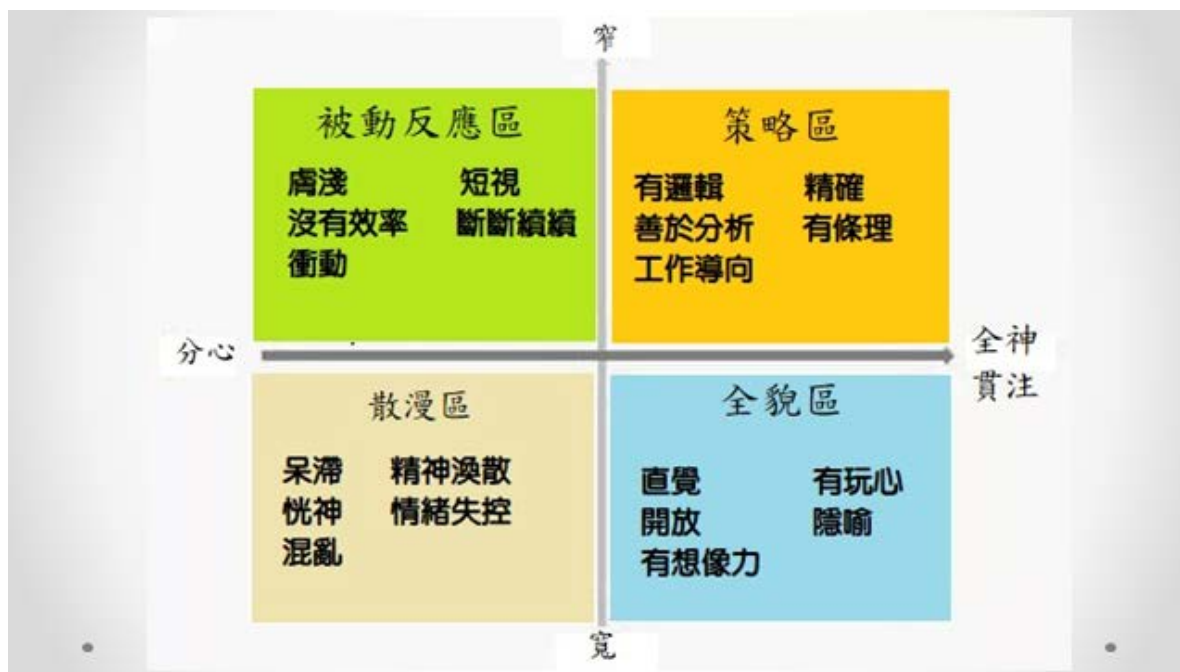 窄
被動反應區
膚淺 短視
沒有效率 斷斷續續
衝動
策略區
有邏輯 精確
善於分析 有條理
工作導向
分心
全神
貫注
散漫區
呆滯 精神渙散
恍神 情緒失控
混亂
全貌區
直覺 有玩心
開放 隱喻
有想像力
寬